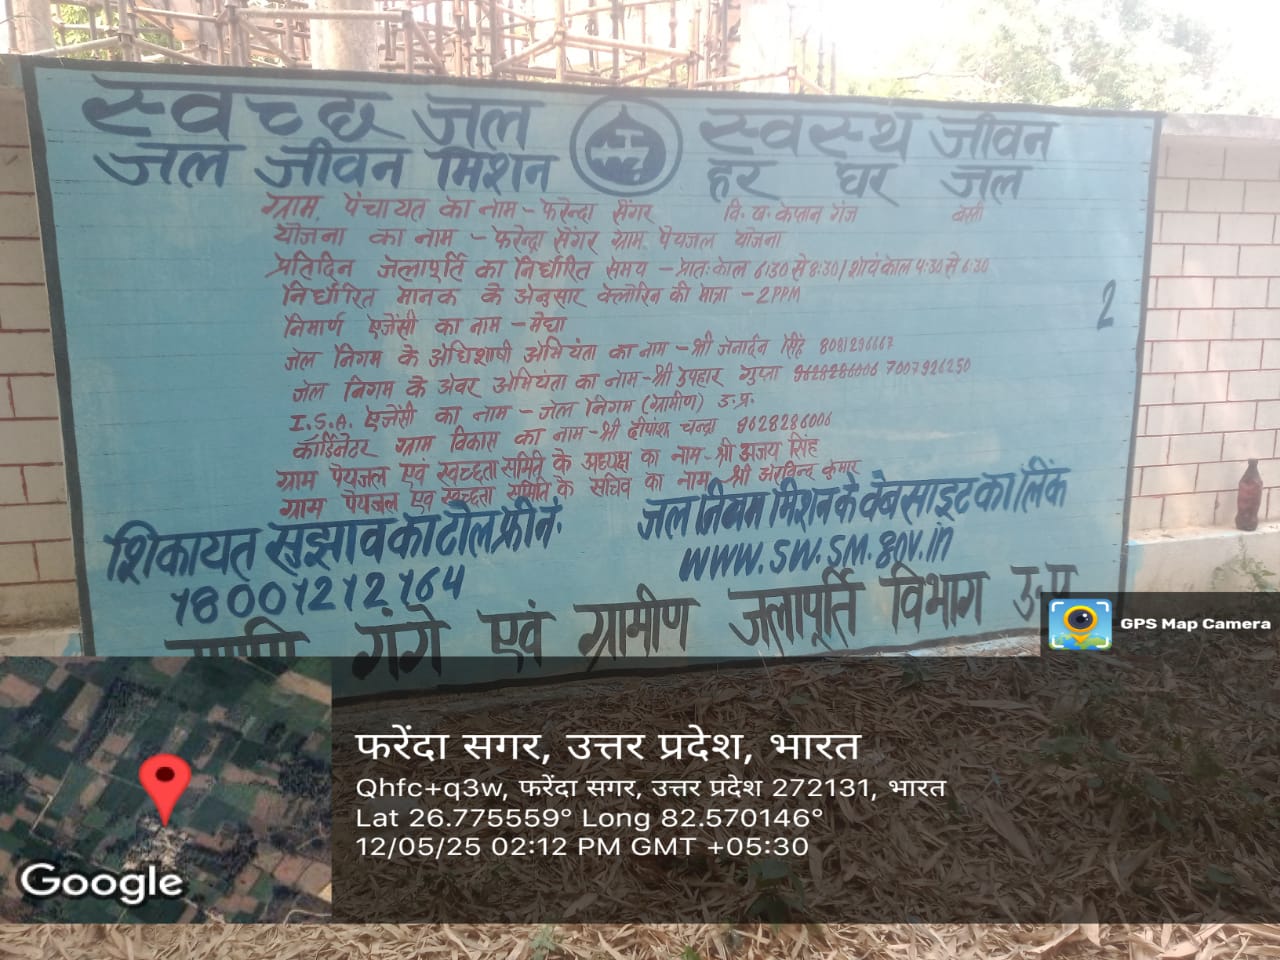 स्वच्छ जल स्वस्थ जीवन
जल जीवन मिशन हर घर जल
ग्राम पंचायत का नाम - फरेन्दा सेंगर वि. ख. कप्तान गंज बस्ती
योजना का नाम - फरेन्द्रा सेंगर ग्राम पेयजल योजना
प्रतिदिन जलापूर्ति का निर्धारित समय - प्रातः काल 6:30 से 8:30 / शायं काल 4:30 से 6:30
निर्धारित मानक के अनुसार क्लोरिन की मात्रा - 2 PPM
2
निमार्ण एजेंसी का नाम - मेघा
जल निगम के अधिशाषी अभियंता का नाम - श्री जनार्दन सिंह 8081296667
जल निगम के अवर अभियंता का नाम - श्री उपहार गुप्ता 9628286006 7007926250
I.S.A. एजेंसी का नाम - जल निगम (ग्रामीण) उ.प्र.
कॉर्डिनेटर ग्राम विकास का नाम - श्री दीपांश चन्द्रा 9628286006
ग्राम पेयजल एवं स्वच्छता समिति के अध्यक्ष का नाम - श्री अजय सिंह
ग्राम पेयजल एवं स्वच्छता समिति के सचिव का नाम श्री अरविन्द कुमार
शिकायत सुझाव का टोल फ्री नं. जल मिशन के वेबसाइट का लिंक
18001212164 www.sw.sm.gov.in
गंगे एवं ग्रामीण जलापूर्ति विभाग उ.प्र
GPS Map Camera
फरेंदा सगर, उत्तर प्रदेश, भारत
Qhfc+q3w, फरेंदा सगर, उत्तर प्रदेश 272131, भारत
Lat 26.775559° Long 82.570146°
12/05/25 02:12 PM GMT +05:30
Google